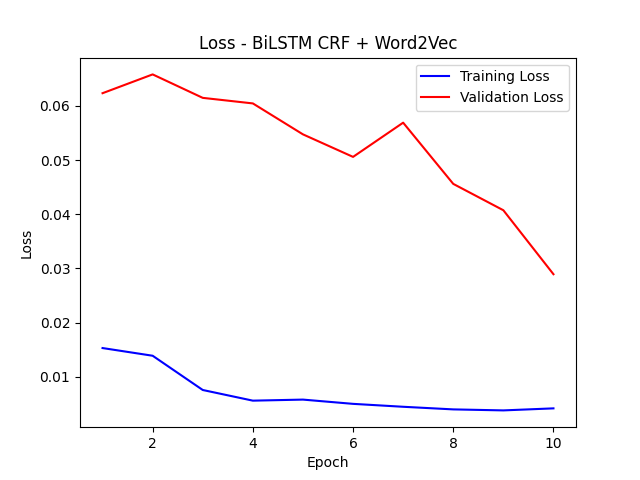 Loss - BiLSTM CRF + Word2Vec
Training Loss
Validation Loss
0.06
0.05
0.04
0.03
0.02
0.01
Loss
2 4 6 8 10
Epoch